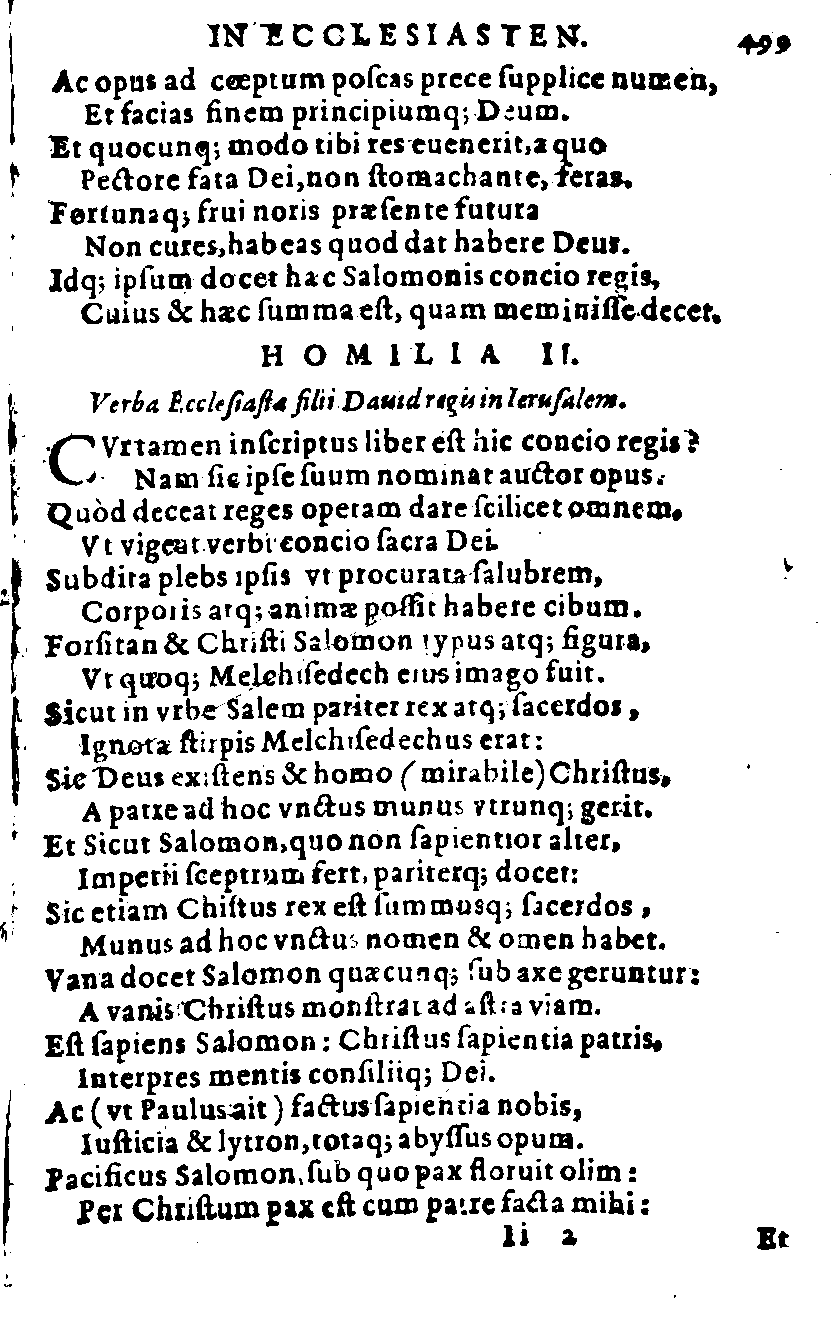 IN ECCLESIASTEN. 499
Ac opus ad cœptum poſcas prece ſupplice numen,
Et facias finem principiumq; Deum.
Et quocunq; modo tibi res euenerit, a quo
Pectore fata Dei, non ſtomachante, feras.
Fortunaq; frui noris præſente futura
Non cures, habeas quod dat habere Deus.
Idq; ipſum docet hæc Salomonis concio regis,
Cuius & hæc ſumma eſt, quam meminiſſe decet.
HOMILIA II.
Verba Eccleſiaſtæ filii Dauid regis in Ieruſalem.
CVrtamen inſcriptus liber eſt hic concio regis?
Nam ſic ipſe ſuum nominat auctor opus.
Quòd deceat reges operam dare ſcilicet omnem,
Vt vigeat verbi concio ſacra Dei.
Subdita plebs ipſis vt procurata ſalubrem,
Corporis atq; animæ poſſit habere cibum.
Forſitan & Chriſti Salomon typus atq; figura,
Vt quoq; Melchiſedech eius imago fuit.
Sicut in vrbe Salem pariter rex atq; ſacerdos,
Ignotæ ſtirpis Melchiſedechus erat:
Sic Deus exiſtens & homo (mirabile) Chriſtus,
A patre ad hoc vnctus munus vtrunq; gerit.
Et Sicut Salomon, quo non ſapientior alter,
Imperii ſceptrum fert, pariterq; docet:
Sic etiam Chiſtus rex eſt ſummusq; ſacerdos,
Munus ad hoc vnctus nomen & omen habet.
Vana docet Salomon quæcunq; ſub axe geruntur:
A vanis Chriſtus monſtrat ad aſtra viam.
Eſt ſapiens Salomon: Chriſtus ſapientia patris,
Interpres mentis conſiliiq; Dei.
Ac (vt Paulus ait) factus ſapientia nobis,
Iuſticia & lytron, totaq; abyſſus opum.
Pacificus Salomon, ſub quo pax floruit olim:
Per Chriſtum pax eſt cum patre facta mihi:
Ii 2 Et